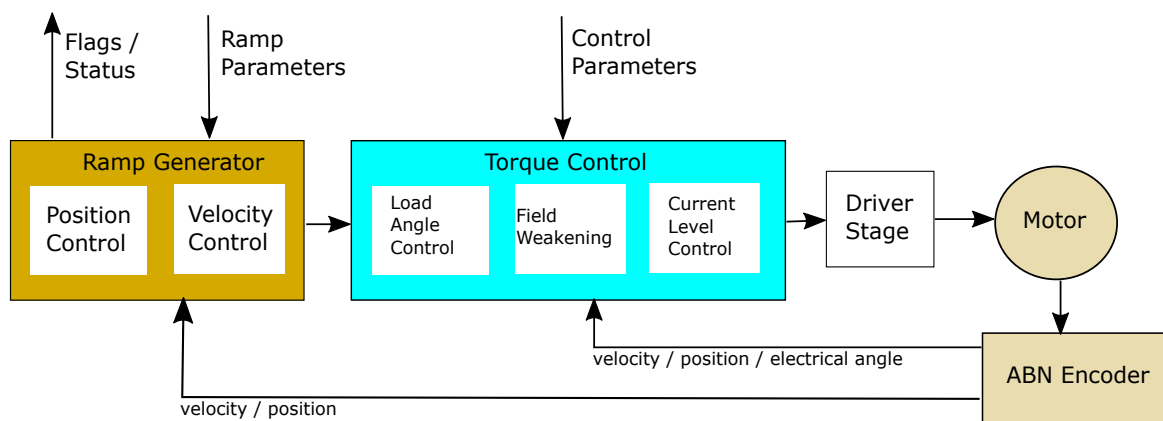 Flags /
Status
Ramp
Parameters
Control
Parameters
Ramp Generator
Position
Control
Velocity
Control
Torque Control
Load
Angle
Control
Field
Weakening
Current
Level
Control
Driver
Stage
Motor
velocity / position / electrical angle
ABN Encoder
velocity / position